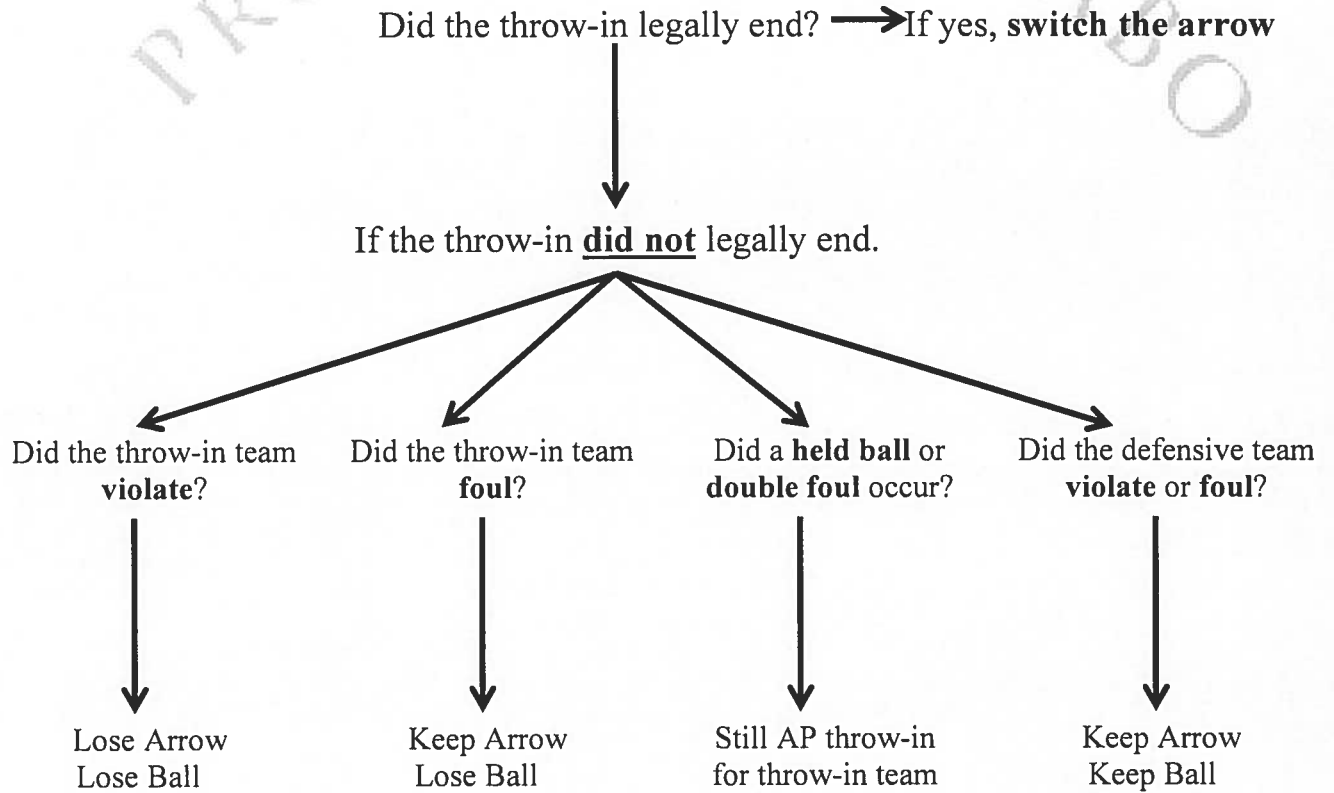 Did the throw-in legally end? If yes, switch the arrow
If the throw-in did not legally end.
Did the throw-in team
violate?
Did the throw-in team
foul?
Did a held ball or
double foul occur?
Did the defensive team
violate or foul?
Lose Arrow
Lose Ball
Keep Arrow
Lose Ball
Still AP throw-in
for throw-in team
Keep Arrow
Keep Ball